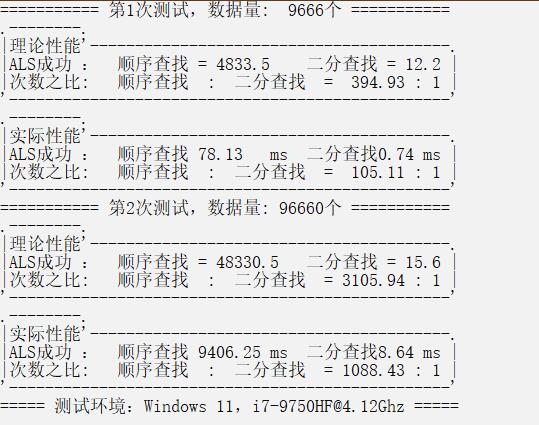 =========== 第1次测试，数据量： 9666个 ===========
.--------.
|理论性能'----------------------------------------.
|ALS成功 ： 顺序查找 = 4833.5 二分查找 = 12.2 |
|次数之比： 顺序查找 : 二分查找 = 394.93 : 1 |
'-------------------------------------------------'
.--------.
|实际性能'----------------------------------------.
|ALS成功 ： 顺序查找 78.13 ms 二分查找0.74 ms |
|次数之比： 顺序查找 : 二分查找 = 105.11 : 1 |
'-------------------------------------------------'
=========== 第2次测试，数据量： 96660个 ===========
.--------.
|理论性能'----------------------------------------.
|ALS成功 ： 顺序查找 = 48330.5 二分查找 = 15.6 |
|次数之比： 顺序查找 : 二分查找 = 3105.94 : 1 |
'-------------------------------------------------'
.--------.
|实际性能'----------------------------------------.
|ALS成功 ： 顺序查找 9406.25 ms 二分查找8.64 ms |
|次数之比： 顺序查找 : 二分查找 = 1088.43 : 1 |
'-------------------------------------------------'
===== 测试环境：Windows 11，i7-9750HF@4.12Ghz =====